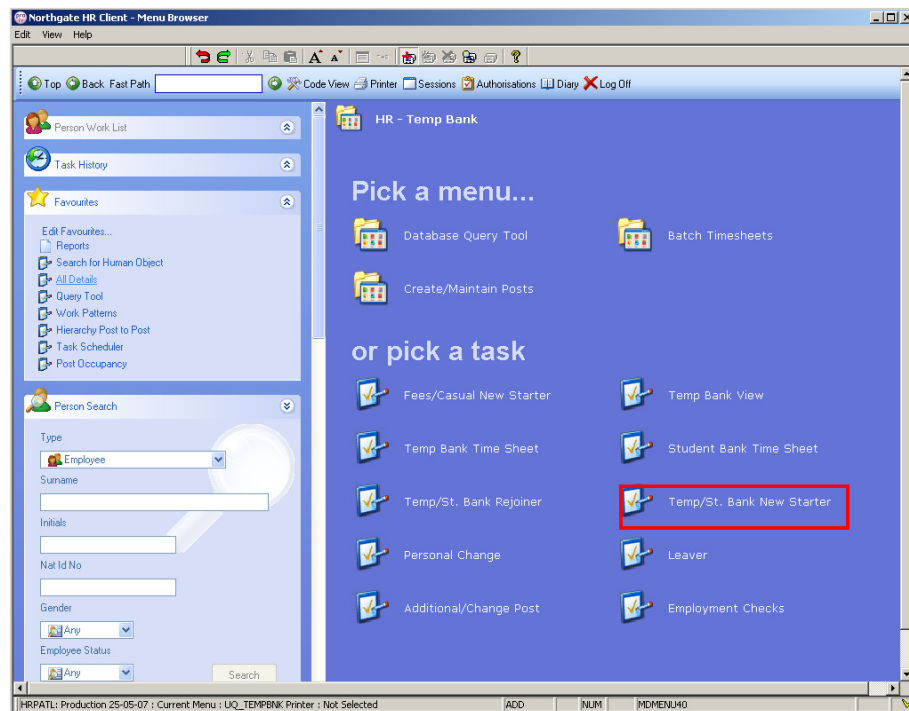 Northgate HR Client - Menu Browser
Edit View Help
Top Back Fast Path Code View Printer Sessions Authorisations Diary Log Off
Person Work List
Task History
Favourites
Edit Favourites...
Reports
Search for Human Object
All Details
Query Tool
Work Patterns
Hierarchy Post to Post
Task Scheduler
Post Occupancy
Person Search
Type
Employee
Surname
Initials
Nat Id No
Gender
Any
Employee Status
Any
Search
HR - Temp Bank
Pick a menu...
Database Query Tool Batch Timesheets
Create/Maintain Posts
or pick a task
Fees/Casual New Starter Temp Bank View
Temp Bank Time Sheet Student Bank Time Sheet
Temp/St. Bank Rejoiner Temp/St. Bank New Starter
Personal Change Leaver
Additional/Change Post Employment Checks
HRPATL: Production 25-05-07 : Current Menu : UQ_TEMPBNK Printer : Not Selected ADD NUM MDMENU40